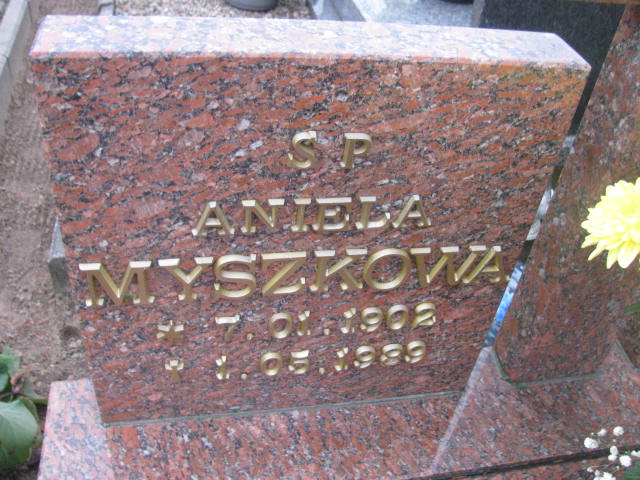 Ś P
ANIELA
MYSZKOWA
* 7.01.1902
† 1.05.1989